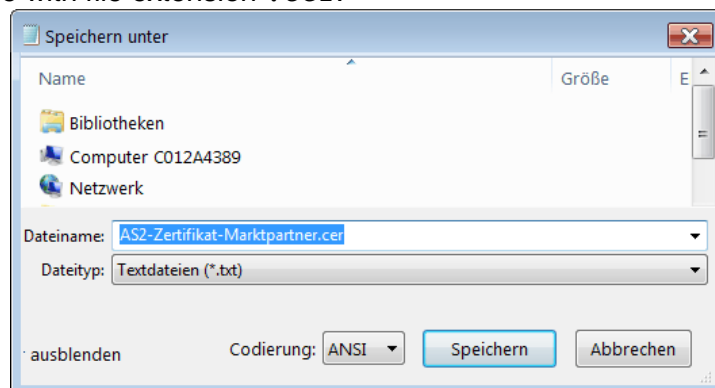 Speichern unter
Name Größe E
Bibliotheken
Computer C012A4389
Netzwerk
Dateiname: AS2-Zertifikat-Marktpartner.cer
Dateityp: Textdateien (*.txt)
ausblenden Codierung: ANSI Speichern Abbrechen